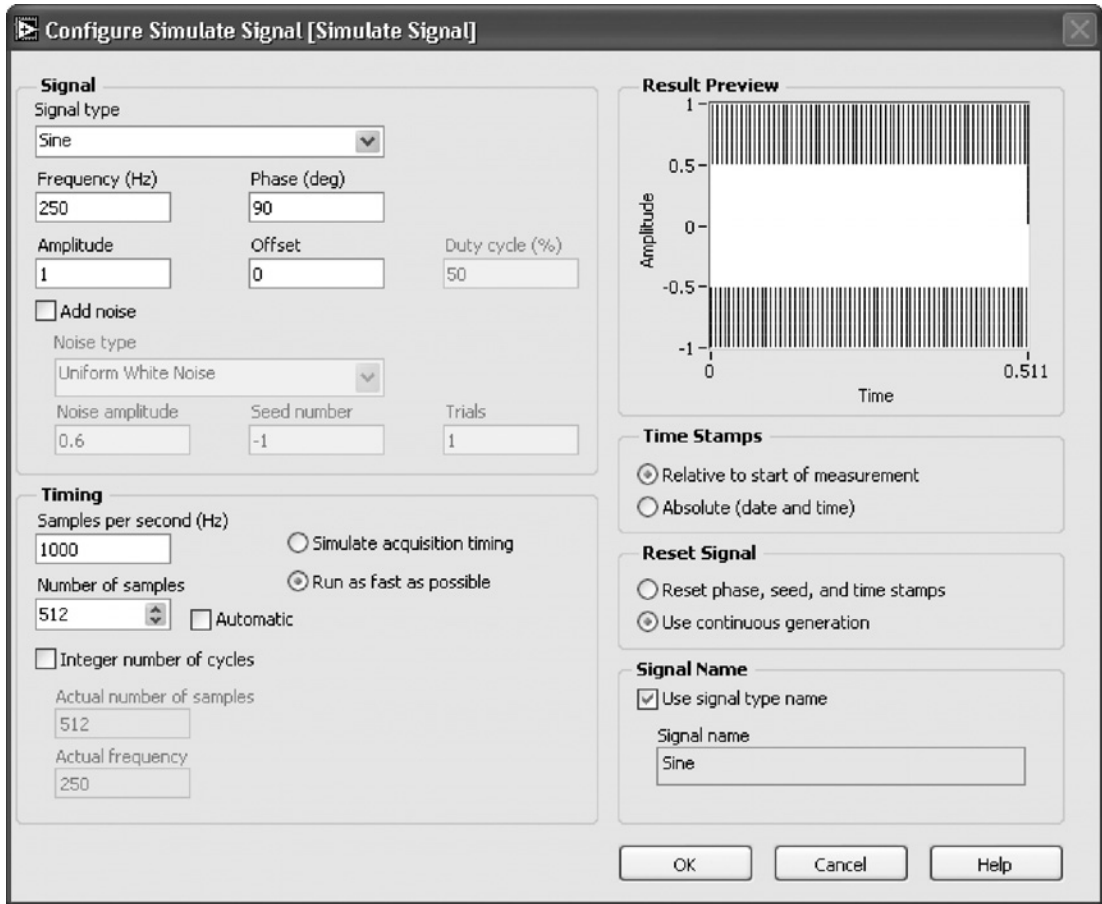 Configure Simulate Signal [Simulate Signal]
Signal
Signal type
Sine
Frequency (Hz) Phase (deg)
250 90
Amplitude Offset Duty cycle (%)
1 0 50
Add noise
Noise type
Uniform White Noise
Noise amplitude Seed number Trials
0.6 -1 1
Timing
Samples per second (Hz)
1000
Simulate acquisition timing
Run as fast as possible
Number of samples
512
Automatic
Integer number of cycles
Actual number of samples
512
Actual frequency
250
Result Preview
1
0.5
0
-0.5
-1
Amplitude
0 0.511
Time
Time Stamps
Relative to start of measurement
Absolute (date and time)
Reset Signal
Reset phase, seed, and time stamps
Use continuous generation
Signal Name
Use signal type name
Signal name
Sine
OK Cancel Help